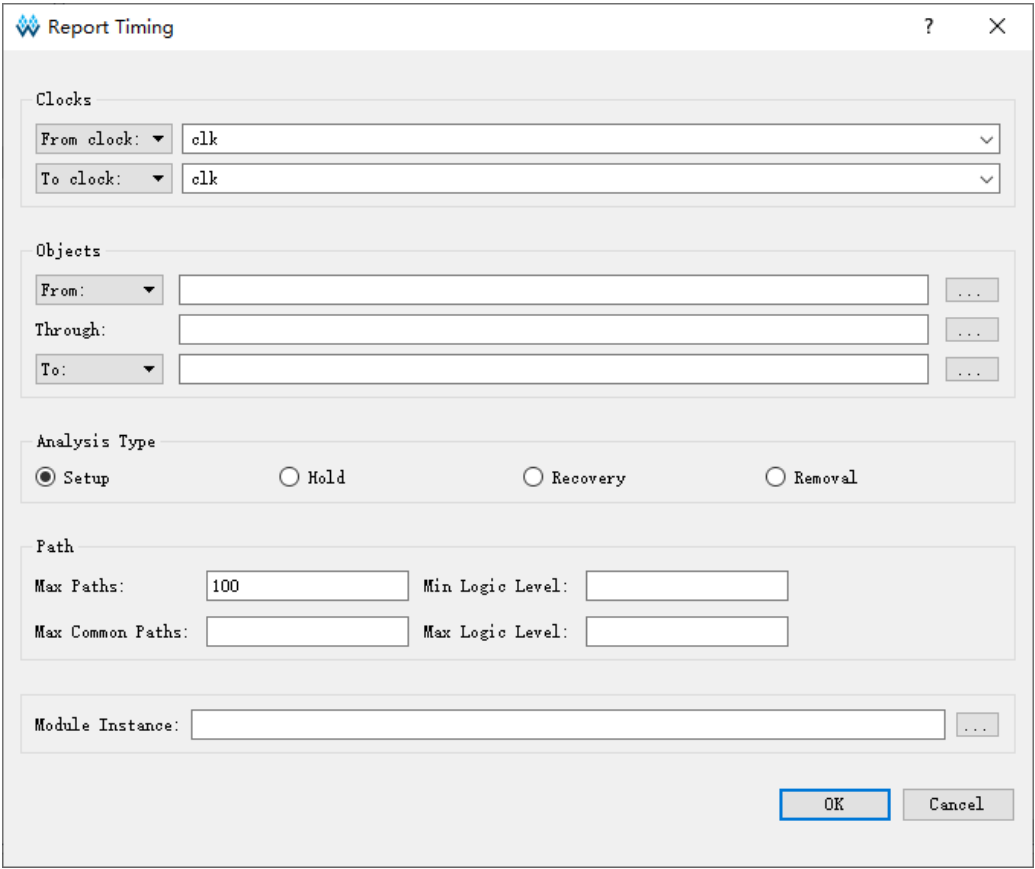 Report Timing ?
Clocks
From clock: clk
To clock: clk
Objects
From: ...
Through: ...
To: ...
Analysis Type
Setup Hold Recovery Removal
Path
Max Paths: 100 Min Logic Level:
Max Common Paths: Max Logic Level:
Module Instance: ...
OK Cancel